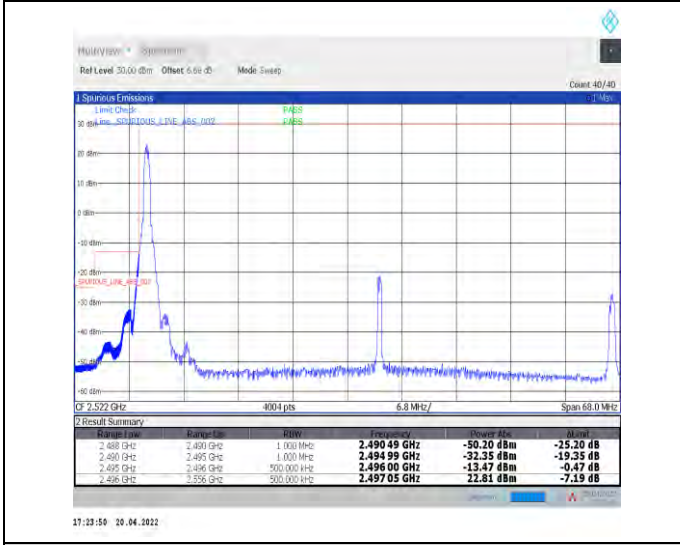 MultiView Spectrum
Ref Level 30.00 dBm Offset 6.68 dB Mode Sweep
Count 40/40
1 Spurious Emissions
Limit Check PASS
30 dBm Line _SPURIOUS_LINE_ABS_002 PASS
20 dBm
10 dBm
0 dBm
-10 dBm
-20 dBm
_SPURIOUS_LINE_ABS_002
-30 dBm
-40 dBm
-50 dBm
-60 dBm
CF 2.522 GHz 4004 pts 6.8 MHz/ Span 68.0 MHz
2 Result Summary
Range Low Range Up RBW Frequency Power Abs ΔLimit
2.488 GHz 2.490 GHz 1.000 MHz 2.490 49 GHz -50.20 dBm -25.20 dB
2.490 GHz 2.495 GHz 1.000 MHz 2.494 99 GHz -32.35 dBm -19.35 dB
2.495 GHz 2.496 GHz 500.000 kHz 2.496 00 GHz -13.47 dBm -0.47 dB
2.496 GHz 2.556 GHz 500.000 kHz 2.497 05 GHz 22.81 dBm -7.19 dB
17:23:50 20.04.2022